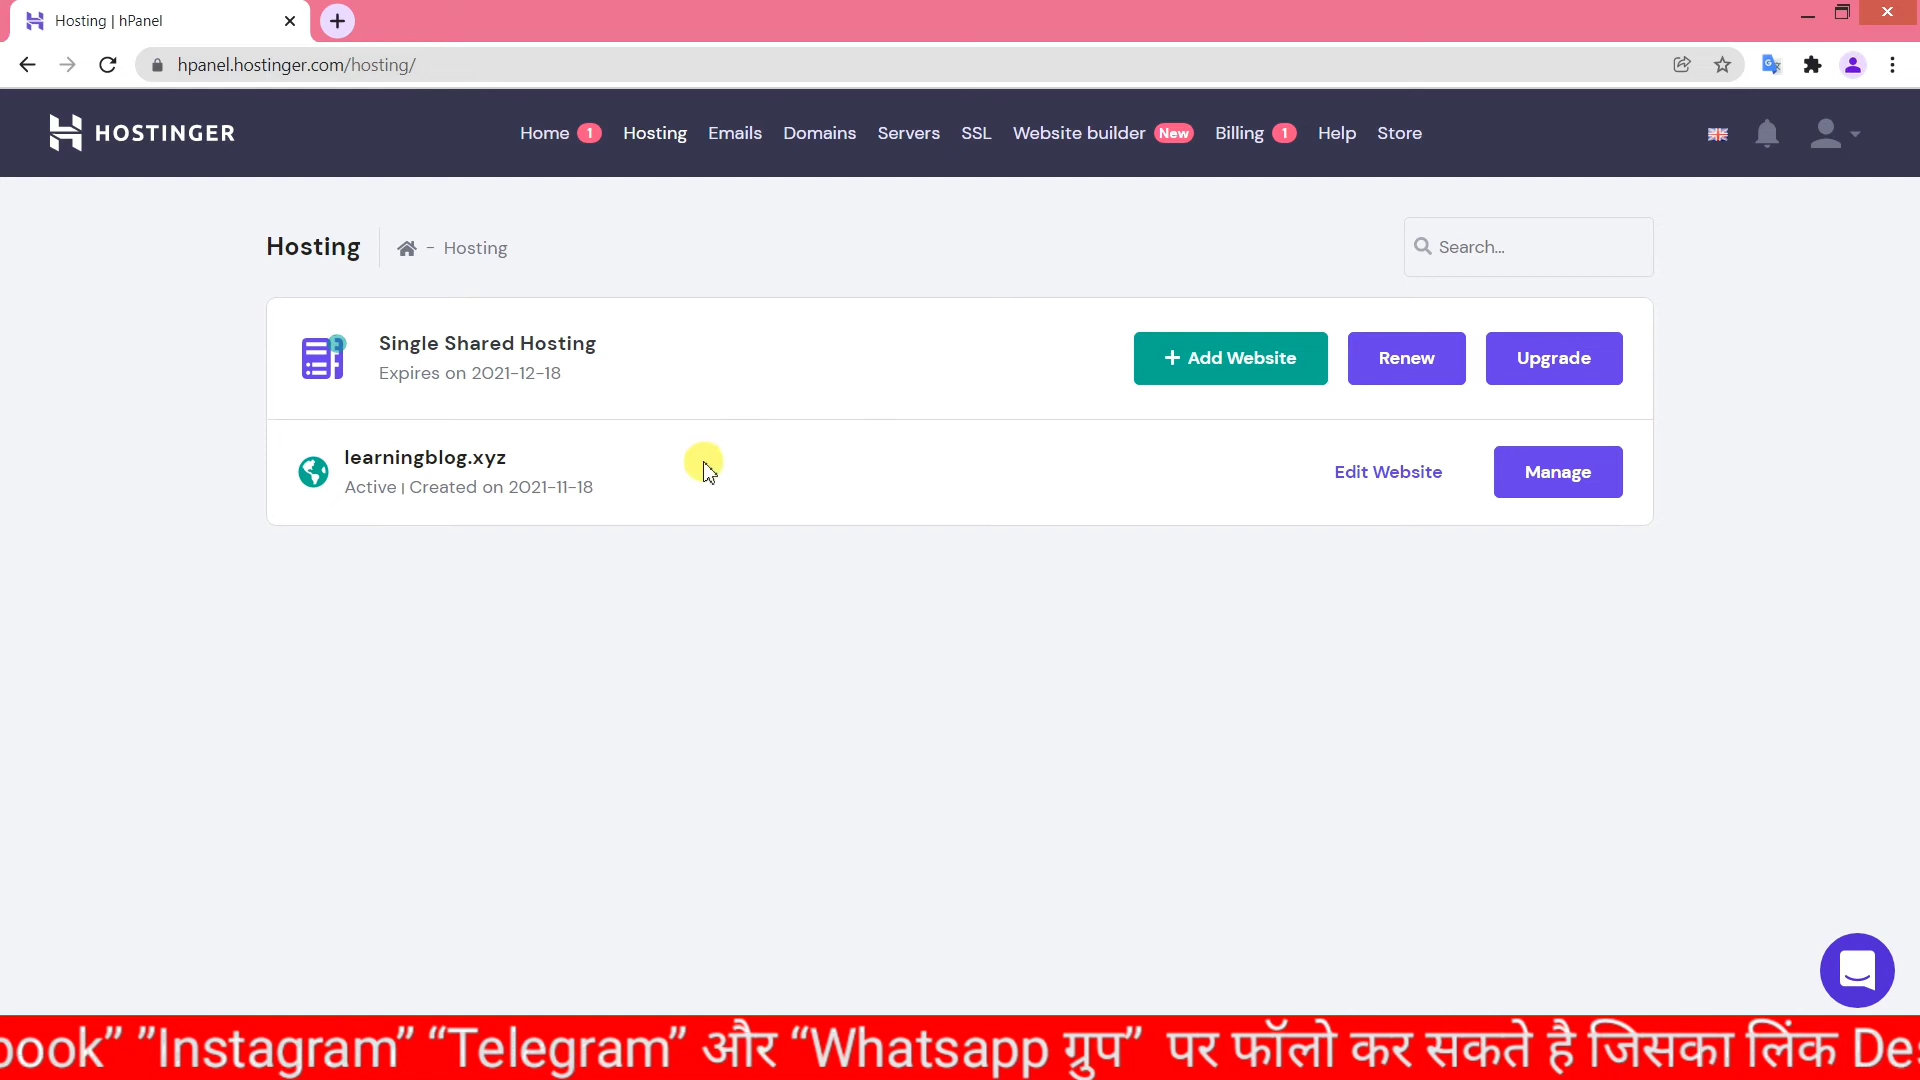 Hosting | hPanel
hpanel.hostinger.com/hosting/
HOSTINGER
Home 1 Hosting Emails Domains Servers SSL Website builder New Billing 1 Help Store
Hosting - Hosting
Search...
Single Shared Hosting
Expires on 2021-12-18
+ Add Website
Renew
Upgrade
learningblog.xyz
Active | Created on 2021-11-18
Edit Website
Manage
book” ”Instagram” “Telegram” और “Whatsapp ग्रुप” पर फॉलो कर सकते है जिसका लिंक Des